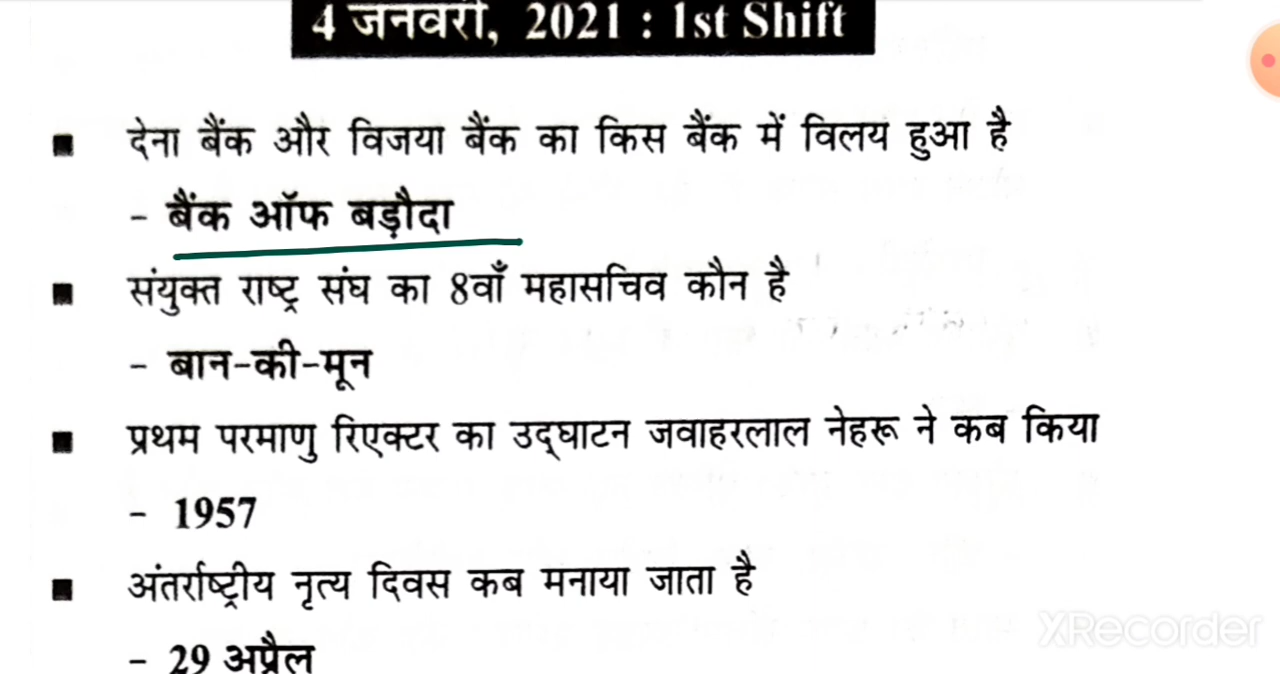 4 जनवरी, 2021 : 1st Shift
■ देना बैंक और विजया बैंक का किस बैंक में विलय हुआ है
- बैंक ऑफ बड़ौदा
■ संयुक्त राष्ट्र संघ का 8वाँ महासचिव कौन है
- बान-की-मून
■ प्रथम परमाणु रिएक्टर का उद्घाटन जवाहरलाल नेहरू ने कब किया
- 1957
■ अंतर्राष्ट्रीय नृत्य दिवस कब मनाया जाता है
- 29 अप्रैल
XRecorder